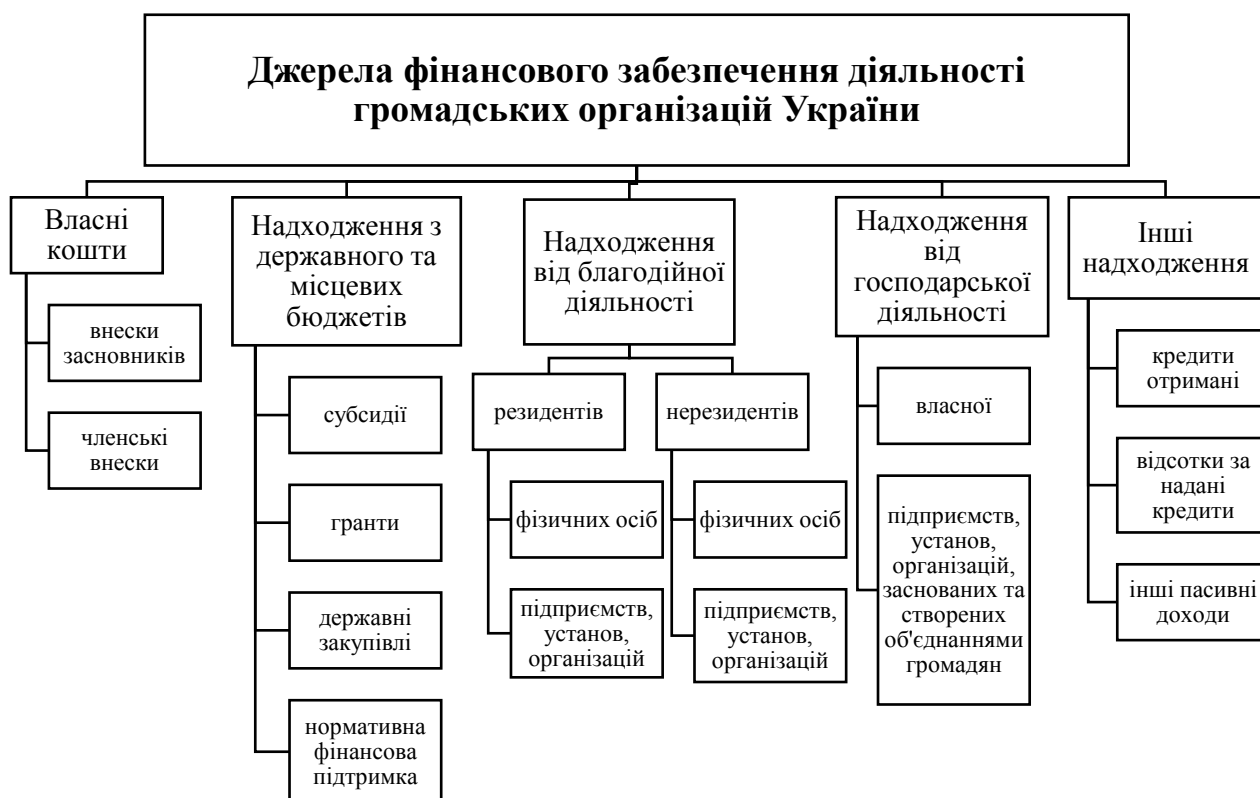 Джерела фінансового забезпечення діяльності
громадських організацій України
Власні
кошти
внески
засновників
членські
внески
Надходження з
державного та
місцевих
бюджетів
субсидії
гранти
державні
закупівлі
нормативна
фінансова
підтримка
Надходження
від благодійної
діяльності
резидентів
фізичних осіб
підприємств,
установ,
організацій
нерезидентів
фізичних осіб
підприємств,
установ,
організацій
Надходження
від
господарської
діяльності
власної
підприємств,
установ,
організацій,
заснованих та
створених
об'єднаннями
громадян
Інші
надходження
кредити
отримані
відсотки за
надані
кредити
інші пасивні
доходи